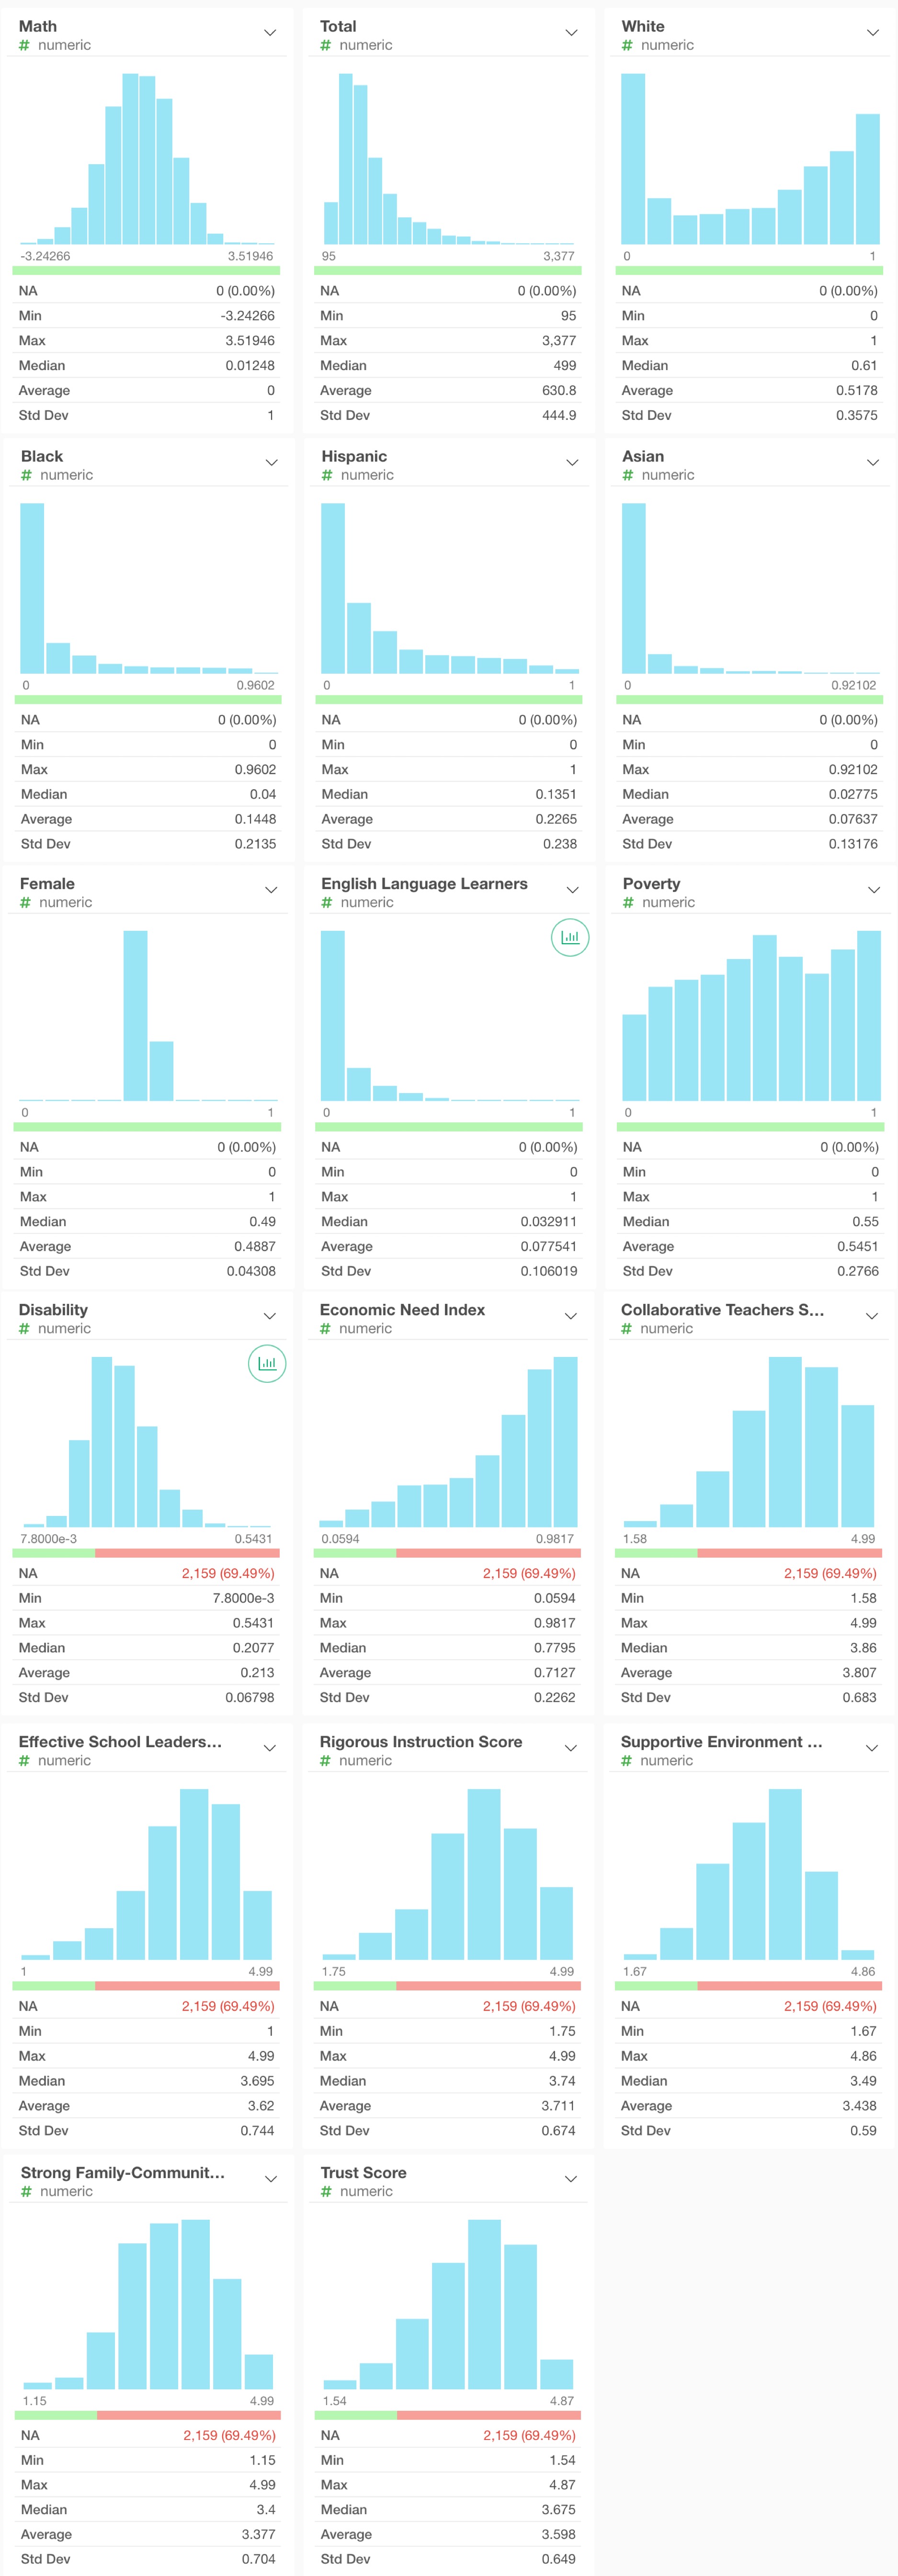 Math
# numeric
-3.24266 3.51946
NA 0 (0.00%)
Min -3.24266
Max 3.51946
Median 0.01248
Average 0
Std Dev 1
Total
# numeric
95 3,377
NA 0 (0.00%)
Min 95
Max 3,377
Median 499
Average 630.8
Std Dev 444.9
White
# numeric
0 1
NA 0 (0.00%)
Min 0
Max 1
Median 0.61
Average 0.5178
Std Dev 0.3575
Black
# numeric
0 0.9602
NA 0 (0.00%)
Min 0
Max 0.9602
Median 0.04
Average 0.1448
Std Dev 0.2135
Hispanic
# numeric
0 1
NA 0 (0.00%)
Min 0
Max 1
Median 0.1351
Average 0.2265
Std Dev 0.238
Asian
# numeric
0 0.92102
NA 0 (0.00%)
Min 0
Max 0.92102
Median 0.02775
Average 0.07637
Std Dev 0.13176
Female
# numeric
0 1
NA 0 (0.00%)
Min 0
Max 1
Median 0.49
Average 0.4887
Std Dev 0.04308
English Language Learners
# numeric
0 1
NA 0 (0.00%)
Min 0
Max 1
Median 0.032911
Average 0.077541
Std Dev 0.106019
Poverty
# numeric
0 1
NA 0 (0.00%)
Min 0
Max 1
Median 0.55
Average 0.5451
Std Dev 0.2766
Disability
# numeric
7.8000e-3 0.5431
NA 2,159 (69.49%)
Min 7.8000e-3
Max 0.5431
Median 0.2077
Average 0.213
Std Dev 0.06798
Economic Need Index
# numeric
0.0594 0.9817
NA 2,159 (69.49%)
Min 0.0594
Max 0.9817
Median 0.7795
Average 0.7127
Std Dev 0.2262
Collaborative Teachers S...
# numeric
1.58 4.99
NA 2,159 (69.49%)
Min 1.58
Max 4.99
Median 3.86
Average 3.807
Std Dev 0.683
Effective School Leaders...
# numeric
1 4.99
NA 2,159 (69.49%)
Min 1
Max 4.99
Median 3.695
Average 3.62
Std Dev 0.744
Rigorous Instruction Score
# numeric
1.75 4.99
NA 2,159 (69.49%)
Min 1.75
Max 4.99
Median 3.74
Average 3.711
Std Dev 0.674
Supportive Environment ...
# numeric
1.67 4.86
NA 2,159 (69.49%)
Min 1.67
Max 4.86
Median 3.49
Average 3.438
Std Dev 0.59
Strong Family-Communit...
# numeric
1.15 4.99
NA 2,159 (69.49%)
Min 1.15
Max 4.99
Median 3.4
Average 3.377
Std Dev 0.704
Trust Score
# numeric
1.54 4.87
NA 2,159 (69.49%)
Min 1.54
Max 4.87
Median 3.675
Average 3.598
Std Dev 0.649